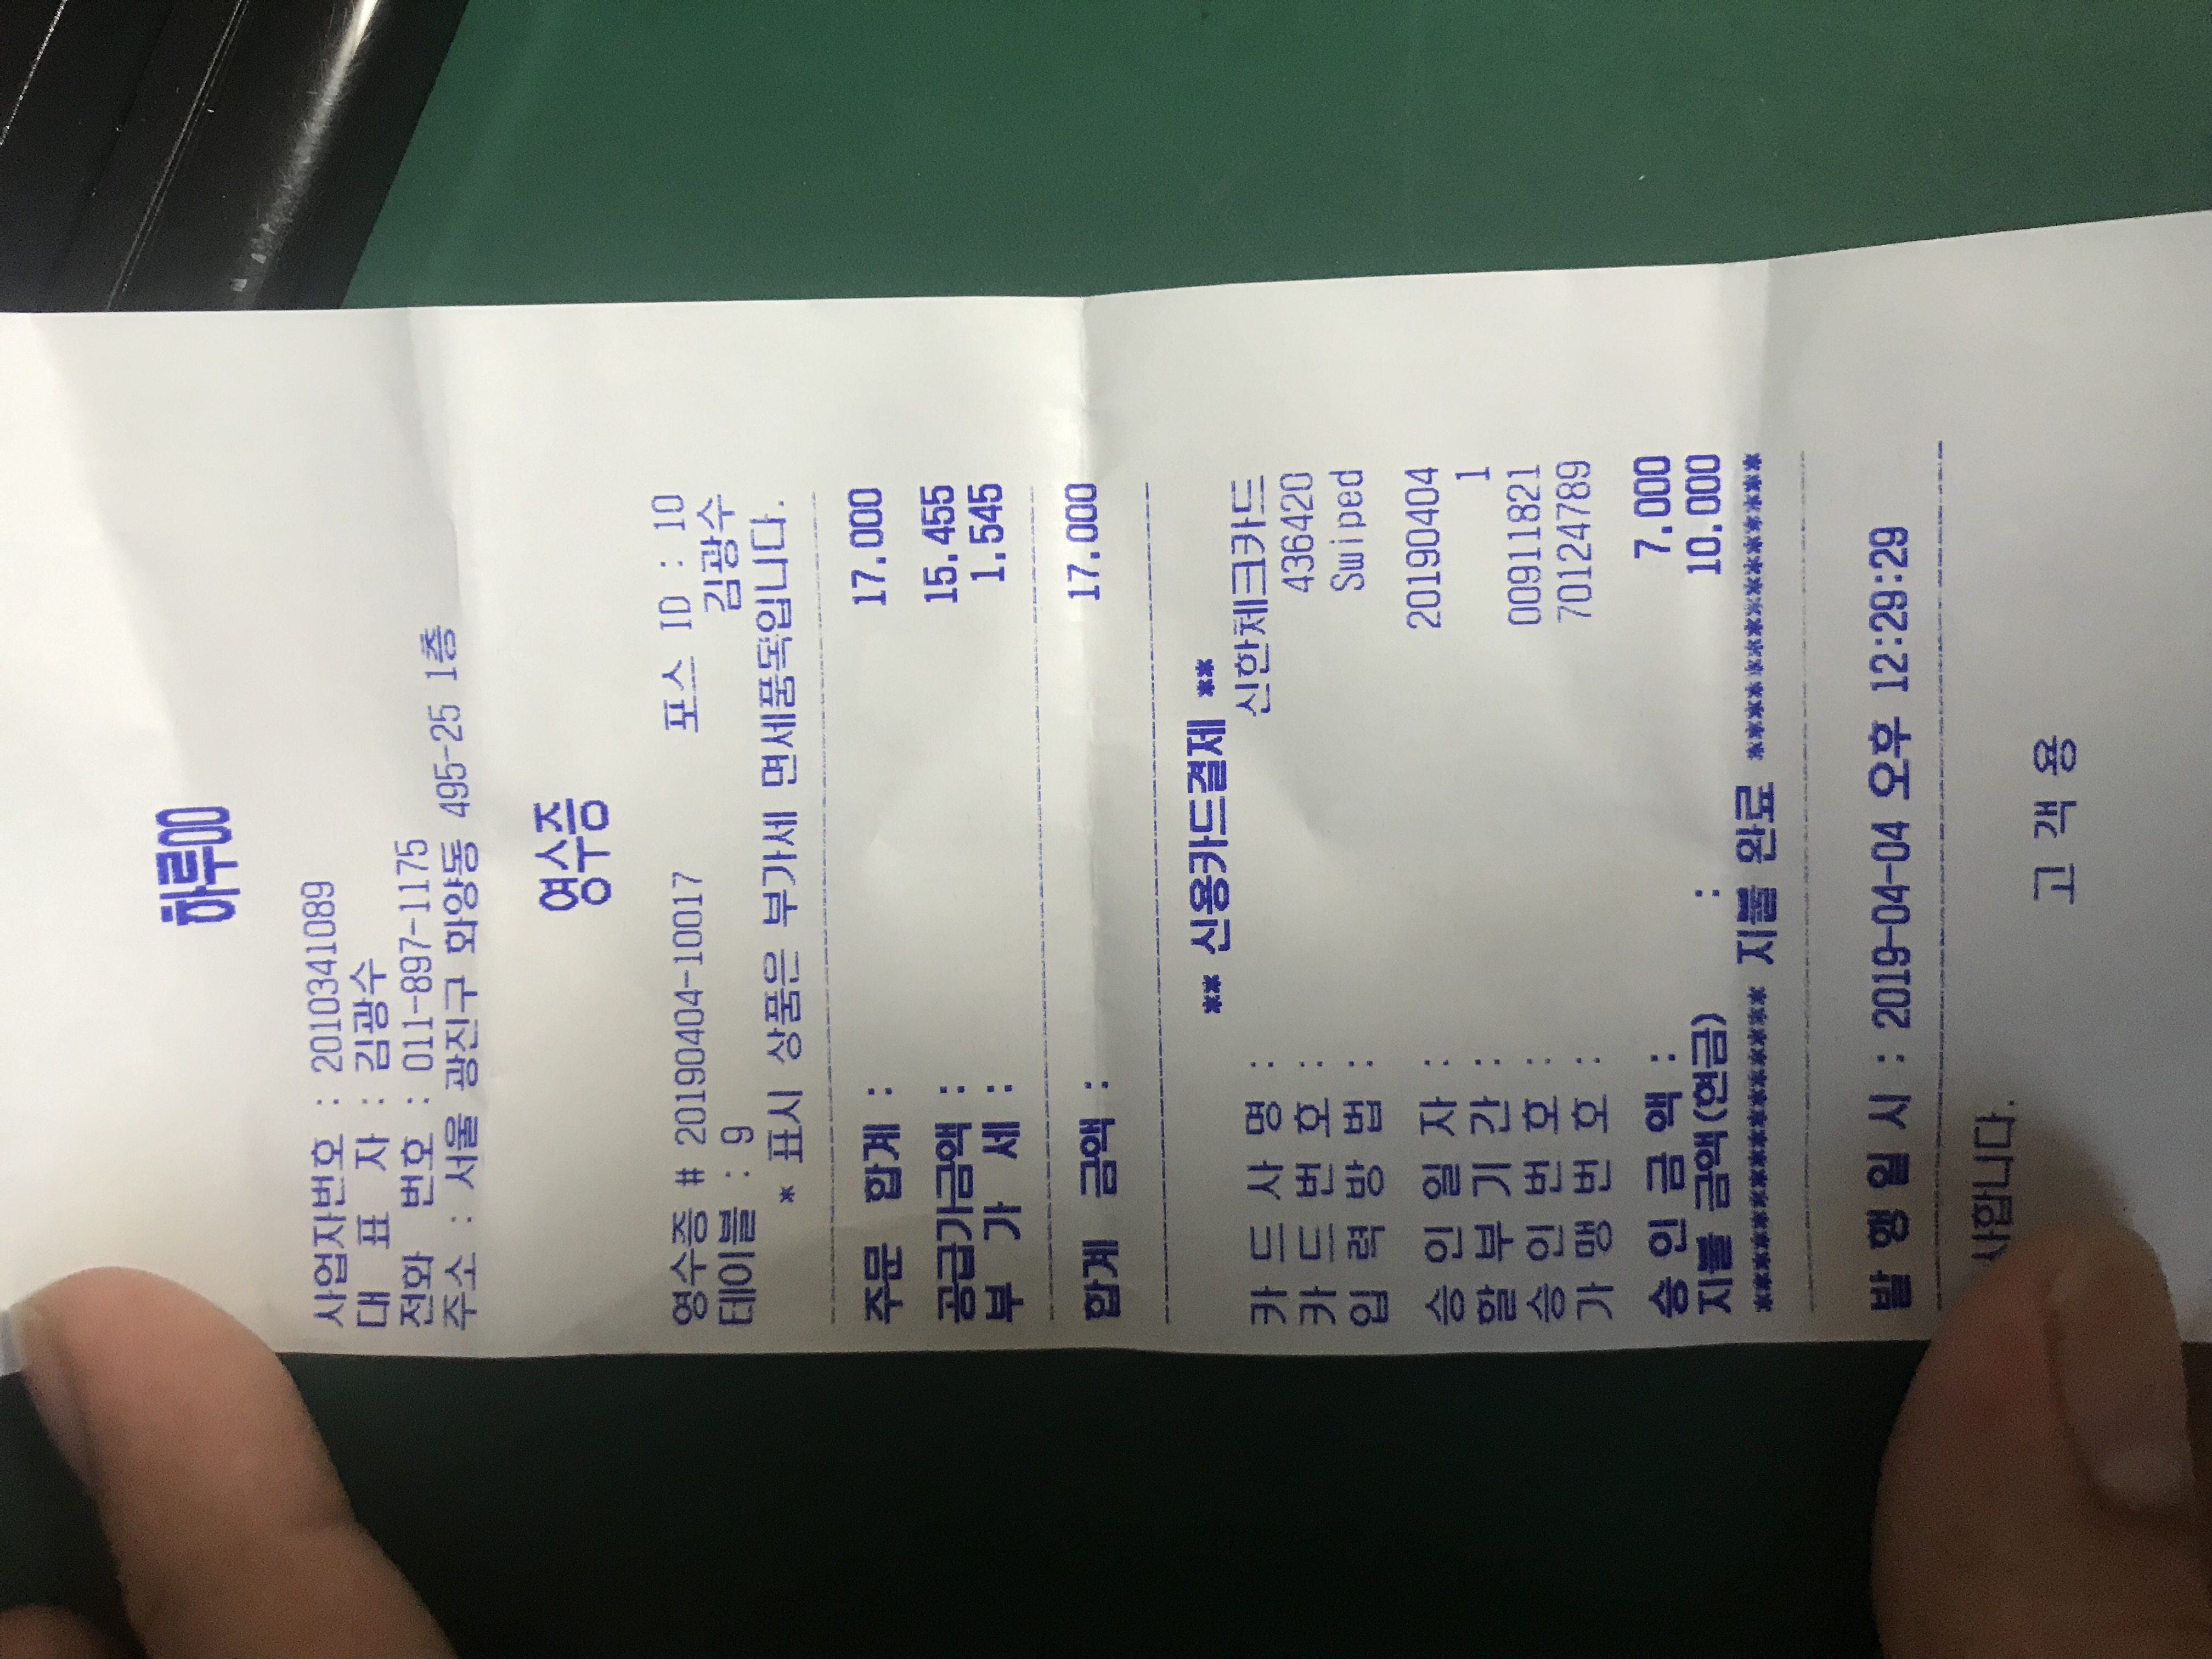 하루00
사업자번호 : 2010341089
대 표 자 : 김광수
전화 번호 : 011-897-1175
주소 : 서울 광진구 화양동 495-25 1층
영수증
영수증 # 20190404-10017 포스 ID : 10
테이블 : 9 김광수
* 표시 상품은 부가세 면세품목입니다.
주문 합계 : 17,000
공급가금액 : 15,455
부 가 세 : 1,545
합계 금액 : 17,000
** 신용카드결제 **
카 드 사 명 : 신한체크카드
카 드 번 호 : 436420
입 력 방 법 : Swiped
승 인 일 자 : 20190404
할 부 기 간 : 1
승 인 번 호 : 00911821
가 맹 번 호 : 70124789
승 인 금 액 : 7,000
지불 금액(현금) : 10,000
**************** 지불 완료 ***************
발 행 일 시 : 2019-04-04 오후 12:29:29
사합니다.
고 객 용